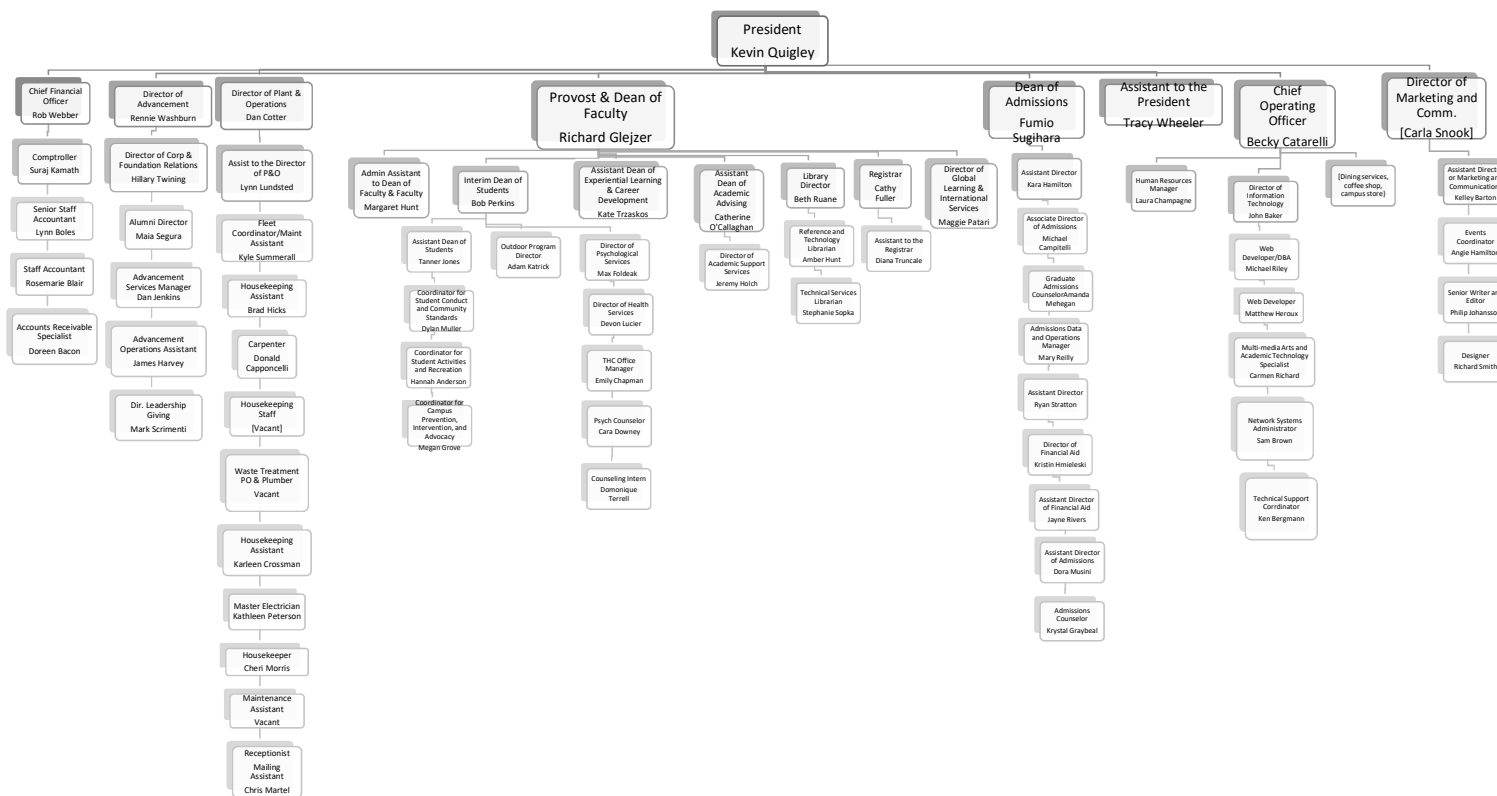 President
Kevin Quigley
Chief Financial
Officer
Rob Webber
Comptroller
Suraj Kamath
Senior Staff
Accountant
Lynn Boles
Staff Accountant
Rosemarie Blair
Accounts Receivable
Specialist
Doreen Bacon
Director of
Advancement
Rennie Washburn
Director of Corp &
Foundation Relations
Hillary Twining
Alumni Director
Maia Segura
Advancement
Services Manager
Dan Jenkins
Advancement
Operations Assistant
James Harvey
Dir. Leadership
Giving
Mark Scrimenti
Director of Plant &
Operations
Dan Cotter
Assist to the Director
of P&O
Lynn Lundsted
Fleet
Coordinator/Maint
Assistant
Kyle Summerall
Housekeeping
Assistant
Brad Hicks
Carpenter
Donald
Capponcelli
Housekeeping
Staff
[Vacant]
Waste Treatment
PO & Plumber
Vacant
Housekeeping
Assistant
Karleen Crossman
Master Electrician
Kathleen Peterson
Housekeeper
Cheri Morris
Maintenance
Assistant
Vacant
Receptionist
Mailing
Assistant
Chris Martel
Provost & Dean of
Faculty
Richard Glejzer
Admin Assistant
to Dean of
Faculty & Faculty
Margaret Hunt
Interim Dean of
Students
Bob Perkins
Assistant Dean of
Students
Tanner Jones
Coordinator for
Student Conduct
and Community
Standards
Dylan Muller
Coordinator for
Student Activities
and Recreation
Hannah Anderson
Coordinator for
Campus
Prevention,
Intervention, and
Advocacy
Megan Grove
Outdoor Program
Director
Adam Katrick
Director of
Psychological
Services
Max Foldeak
Director of Health
Services
Devon Lucier
THC Office
Manager
Emily Chapman
Psych Counselor
Cara Downey
Counseling Intern
Domonique
Terrell
Assistant Dean of
Experiential Learning
& Career
Development
Kate Trzaskos
Assistant
Dean of
Academic
Advising
Catherine
O'Callaghan
Director of
Academic Support
Services
Jeremy Holch
Library
Director
Beth Ruane
Reference and
Technology
Librarian
Amber Hunt
Technical Services
Librarian
Stephanie Sopka
Registrar
Cathy
Fuller
Assistant to the
Registrar
Diana Truncale
Director of
Global
Learning &
International
Services
Maggie Patari
Dean of
Admissions
Fumio
Sugihara
Assistant Director
Kara Hamilton
Associate Director
of Admissions
Michael
Campitelli
Graduate
Admissions
CounselorAmanda
Mehegan
Admissions Data
and Operations
Manager
Mary Reilly
Assistant Director
Ryan Stratton
Director of
Financial Aid
Kristin Hmieleski
Assistant Director
of Financial Aid
Jayne Rivers
Assistant Director
of Admissions
Dora Musini
Admissions
Counselor
Krystal Graybeal
Assistant to the
President
Tracy Wheeler
Chief
Operating
Officer
Becky Catarelli
Human Resources
Manager
Laura Champagne
Director of
Information
Technology
John Baker
Web
Developer/DBA
Michael Riley
Web Developer
Matthew Heroux
Multi-media Arts and
Academic Technology
Specialist
Carmen Richard
Network Systems
Administrator
Sam Brown
Technical Support
Corrdinator
Ken Bergmann
[Dining services,
coffee shop,
campus store]
Director of
Marketing and
Comm.
[Carla Snook]
Assistant Direct
or Marketing an
Communication
Kelley Barton
Events
Coordinator
Angie Hamilton
Senior Writer an
Editor
Philip Johansso
Designer
Richard Smith